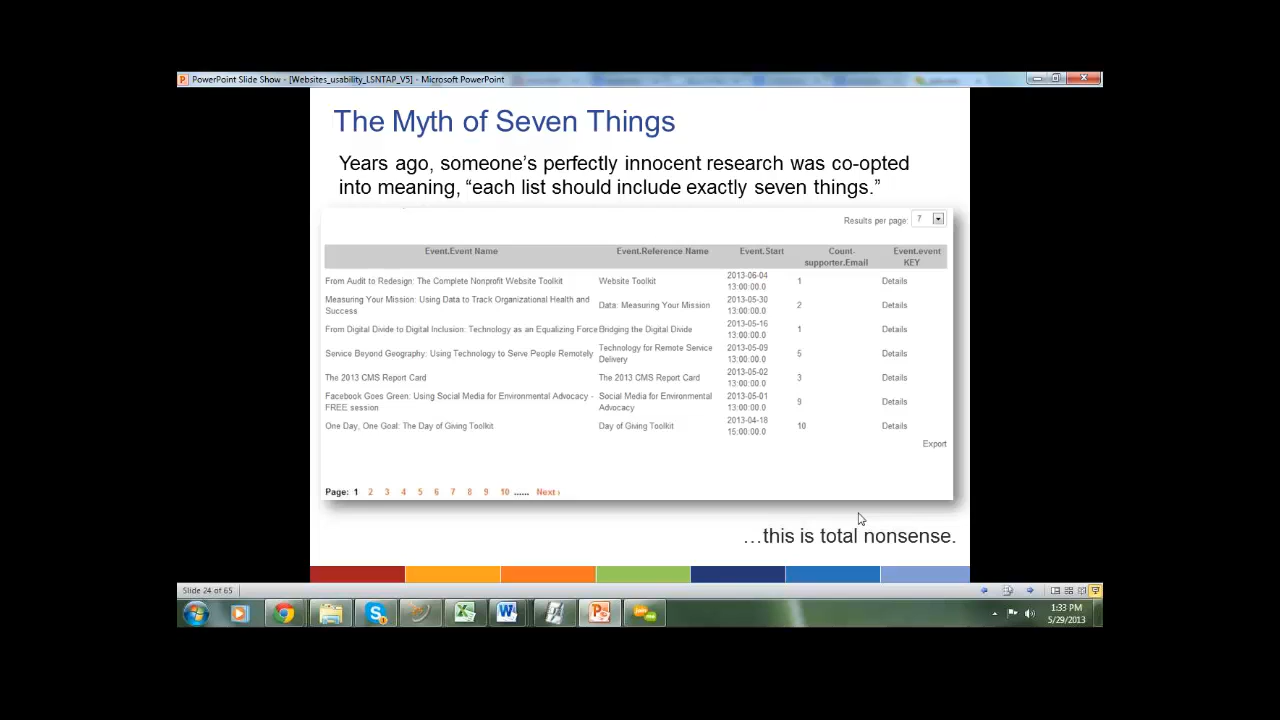 PowerPoint Slide Show - [Websites_usability_LSNTAP_V5] - Microsoft PowerPoint
The Myth of Seven Things
Years ago, someone’s perfectly innocent research was co-opted
into meaning, “each list should include exactly seven things.”
Results per page: 7
Event.Event Name Event.Reference Name Event.Start Count-
supporter.Email Event.event
KEY
From Audit to Redesign: The Complete Nonprofit Website Toolkit Website Toolkit 2013-06-04
13:00:00.0 1 Details
Measuring Your Mission: Using Data to Track Organizational Health and
Success Data: Measuring Your Mission 2013-05-30
13:00:00.0 2 Details
From Digital Divide to Digital Inclusion: Technology as an Equalizing Force Bridging the Digital Divide 2013-05-16
13:00:00.0 1 Details
Service Beyond Geography: Using Technology to Serve People Remotely Technology for Remote Service
Delivery 2013-05-09
13:00:00.0 5 Details
The 2013 CMS Report Card The 2013 CMS Report Card 2013-05-02
13:00:00.0 3 Details
Facebook Goes Green: Using Social Media for Environmental Advocacy -
FREE session Social Media for Environmental
Advocacy 2013-05-01
13:00:00.0 9 Details
One Day, One Goal: The Day of Giving Toolkit Day of Giving Toolkit 2013-04-18
15:00:00.0 10 Details
Export
Page: 1 2 3 4 5 6 7 8 9 10 ...... Next ›
…this is total nonsense.
Slide 24 of 65
1:33 PM
5/29/2013